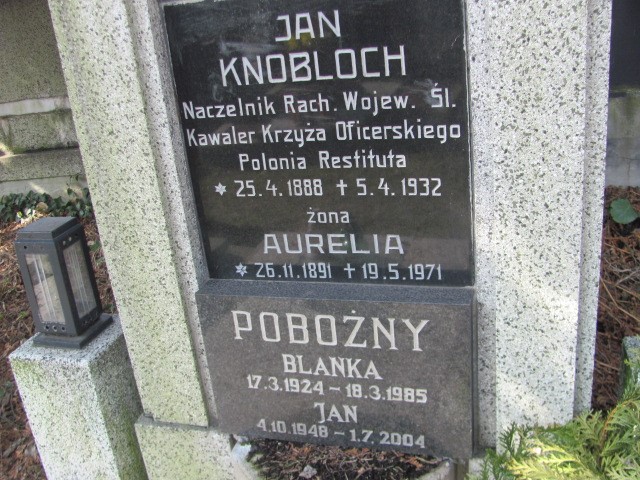 JAN
KNOBLOCH
Naczelnik Rach. Wojew. Śl.
Kawaler Krzyża Oficerskiego
Polonia Restituta
* 25.4.1888 + 5.4.1932
żona
AURELIA
* 26.11.1891 + 19.5.1971
POBOŻNY
BLANKA
17.3.1924 – 18.3.1985
JAN
4.10.1948 – 1.7.2004